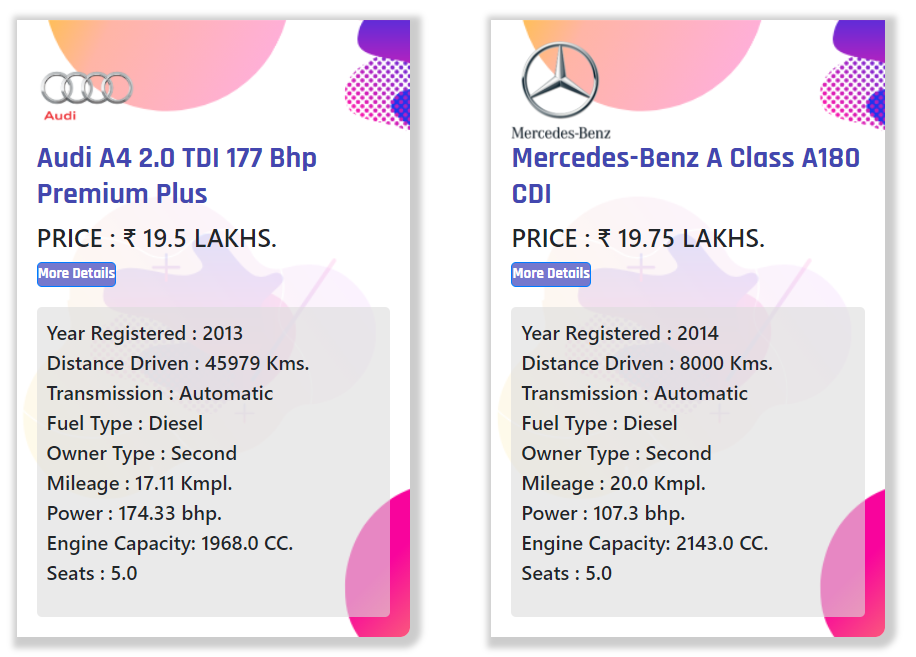 Audi
Audi A4 2.0 TDI 177 Bhp
Premium Plus
PRICE : ₹ 19.5 LAKHS.
More Details
Year Registered : 2013
Distance Driven : 45979 Kms.
Transmission : Automatic
Fuel Type : Diesel
Owner Type : Second
Mileage : 17.11 Kmpl.
Power : 174.33 bhp.
Engine Capacity: 1968.0 CC.
Seats : 5.0
Mercedes-Benz
Mercedes-Benz A Class A180
CDI
PRICE : ₹ 19.75 LAKHS.
More Details
Year Registered : 2014
Distance Driven : 8000 Kms.
Transmission : Automatic
Fuel Type : Diesel
Owner Type : Second
Mileage : 20.0 Kmpl.
Power : 107.3 bhp.
Engine Capacity: 2143.0 CC.
Seats : 5.0